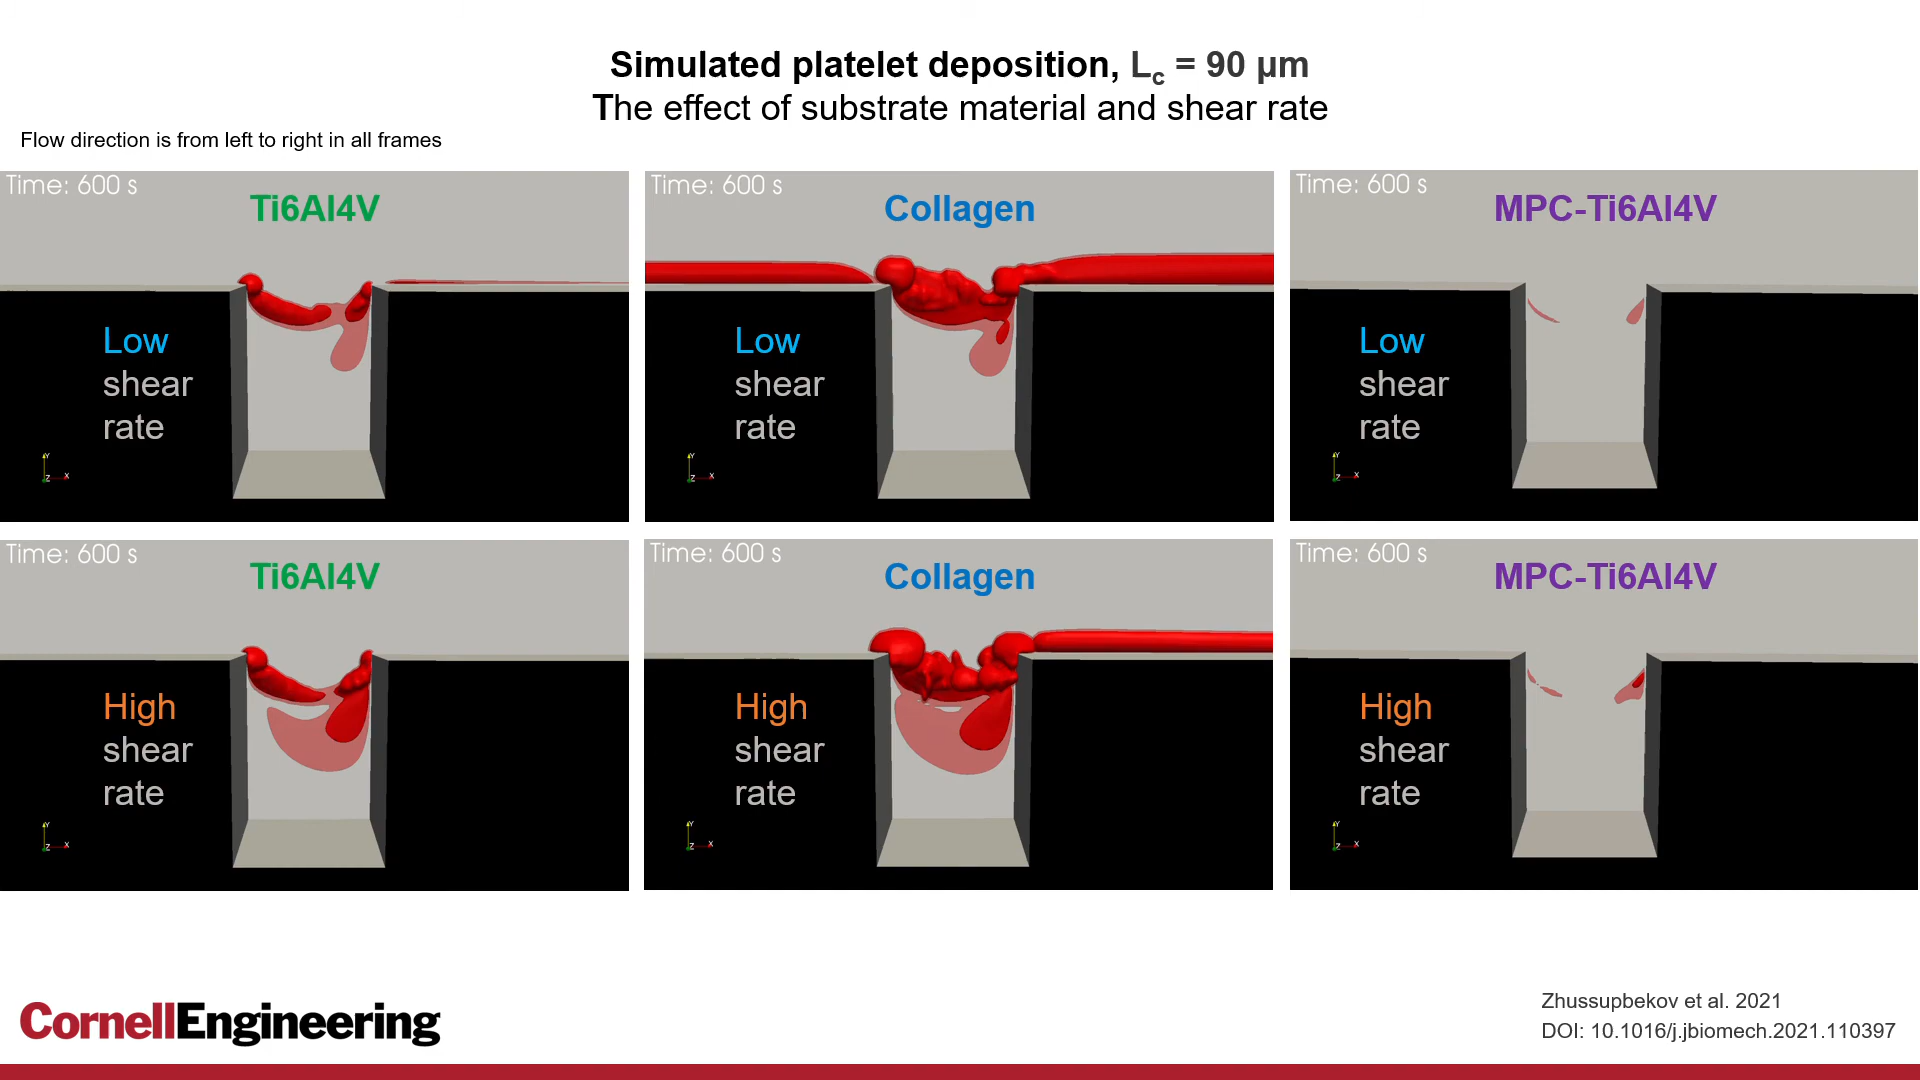 Simulated platelet deposition, Lc = 90 µm
The effect of substrate material and shear rate
Flow direction is from left to right in all frames
Time: 600 s
Ti6Al4V
Low
shear
rate
Y
Z
X
Time: 600 s
Collagen
Low
shear
rate
Y
Z
X
Time: 600 s
MPC-Ti6Al4V
Low
shear
rate
Y
Z
X
Time: 600 s
Ti6Al4V
High
shear
rate
Y
Z
X
Time: 600 s
Collagen
High
shear
rate
Y
Z
X
Time: 600 s
MPC-Ti6Al4V
High
shear
rate
Y
Z
X
CornellEngineering
Zhussupbekov et al. 2021
DOI: 10.1016/j.jbiomech.2021.110397